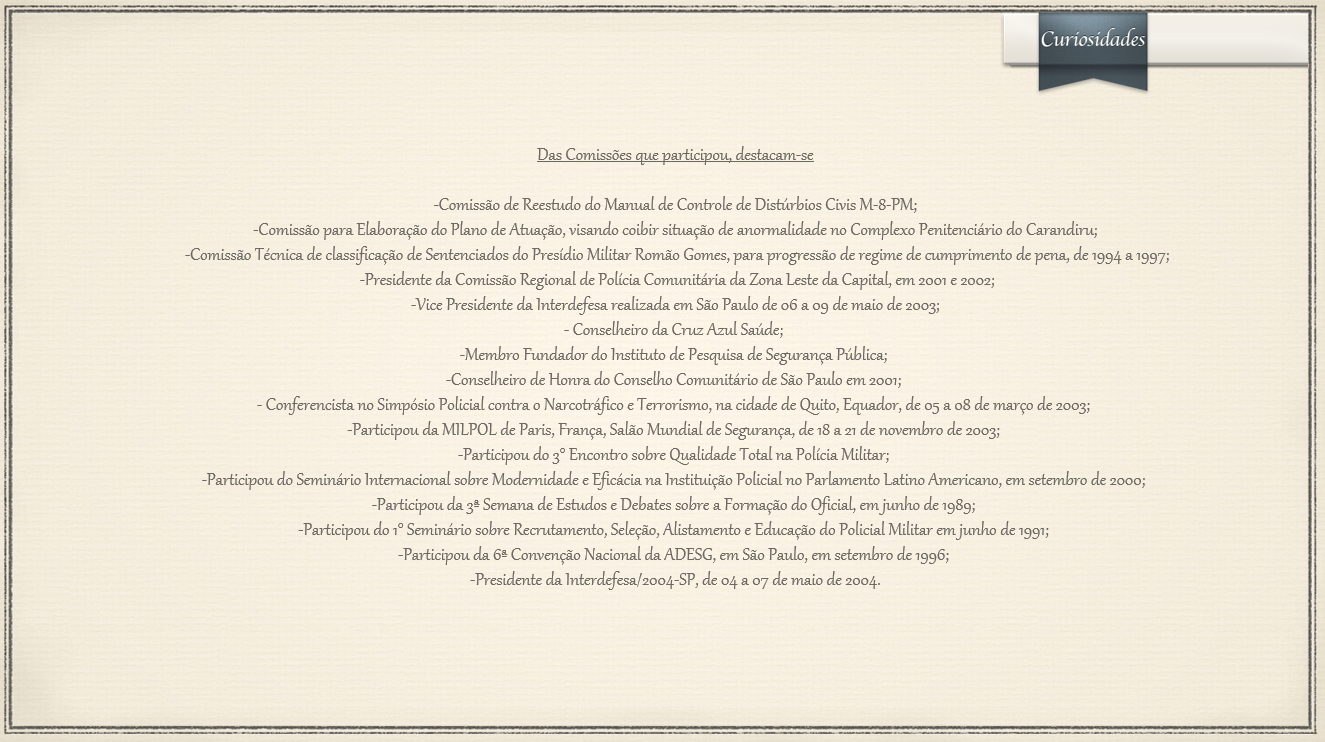 Curiosidades
Das Comissões que participou, destacam-se
-Comissão de Reestudo do Manual de Controle de Distúrbios Civis M-8-PM;
-Comissão para Elaboração do Plano de Atuação, visando coibir situação de anormalidade no Complexo Penitenciário do Carandiru;
-Comissão Técnica de classificação de Sentenciados do Presídio Militar Romão Gomes, para progressão de regime de cumprimento de pena, de 1994 a 1997;
-Presidente da Comissão Regional de Polícia Comunitária da Zona Leste da Capital, em 2001 e 2002;
-Vice Presidente da Interdefesa realizada em São Paulo de 06 a 09 de maio de 2003;
- Conselheiro da Cruz Azul Saúde;
-Membro Fundador do Instituto de Pesquisa de Segurança Pública;
-Conselheiro de Honra do Conselho Comunitário de São Paulo em 2001;
- Conferencista no Simpósio Policial contra o Narcotráfico e Terrorismo, na cidade de Quito, Equador, de 05 a 08 de março de 2003;
-Participou da MILPOL de Paris, França, Salão Mundial de Segurança, de 18 a 21 de novembro de 2003;
-Participou do 3° Encontro sobre Qualidade Total na Polícia Militar;
-Participou do Seminário Internacional sobre Modernidade e Eficácia na Instituição Policial no Parlamento Latino Americano, em setembro de 2000;
-Participou da 3ª Semana de Estudos e Debates sobre a Formação do Oficial, em junho de 1989;
-Participou do 1° Seminário sobre Recrutamento, Seleção, Alistamento e Educação do Policial Militar em junho de 1991;
-Participou da 6ª Convenção Nacional da ADESG, em São Paulo, em setembro de 1996;
-Presidente da Interdefesa/2004-SP, de 04 a 07 de maio de 2004.